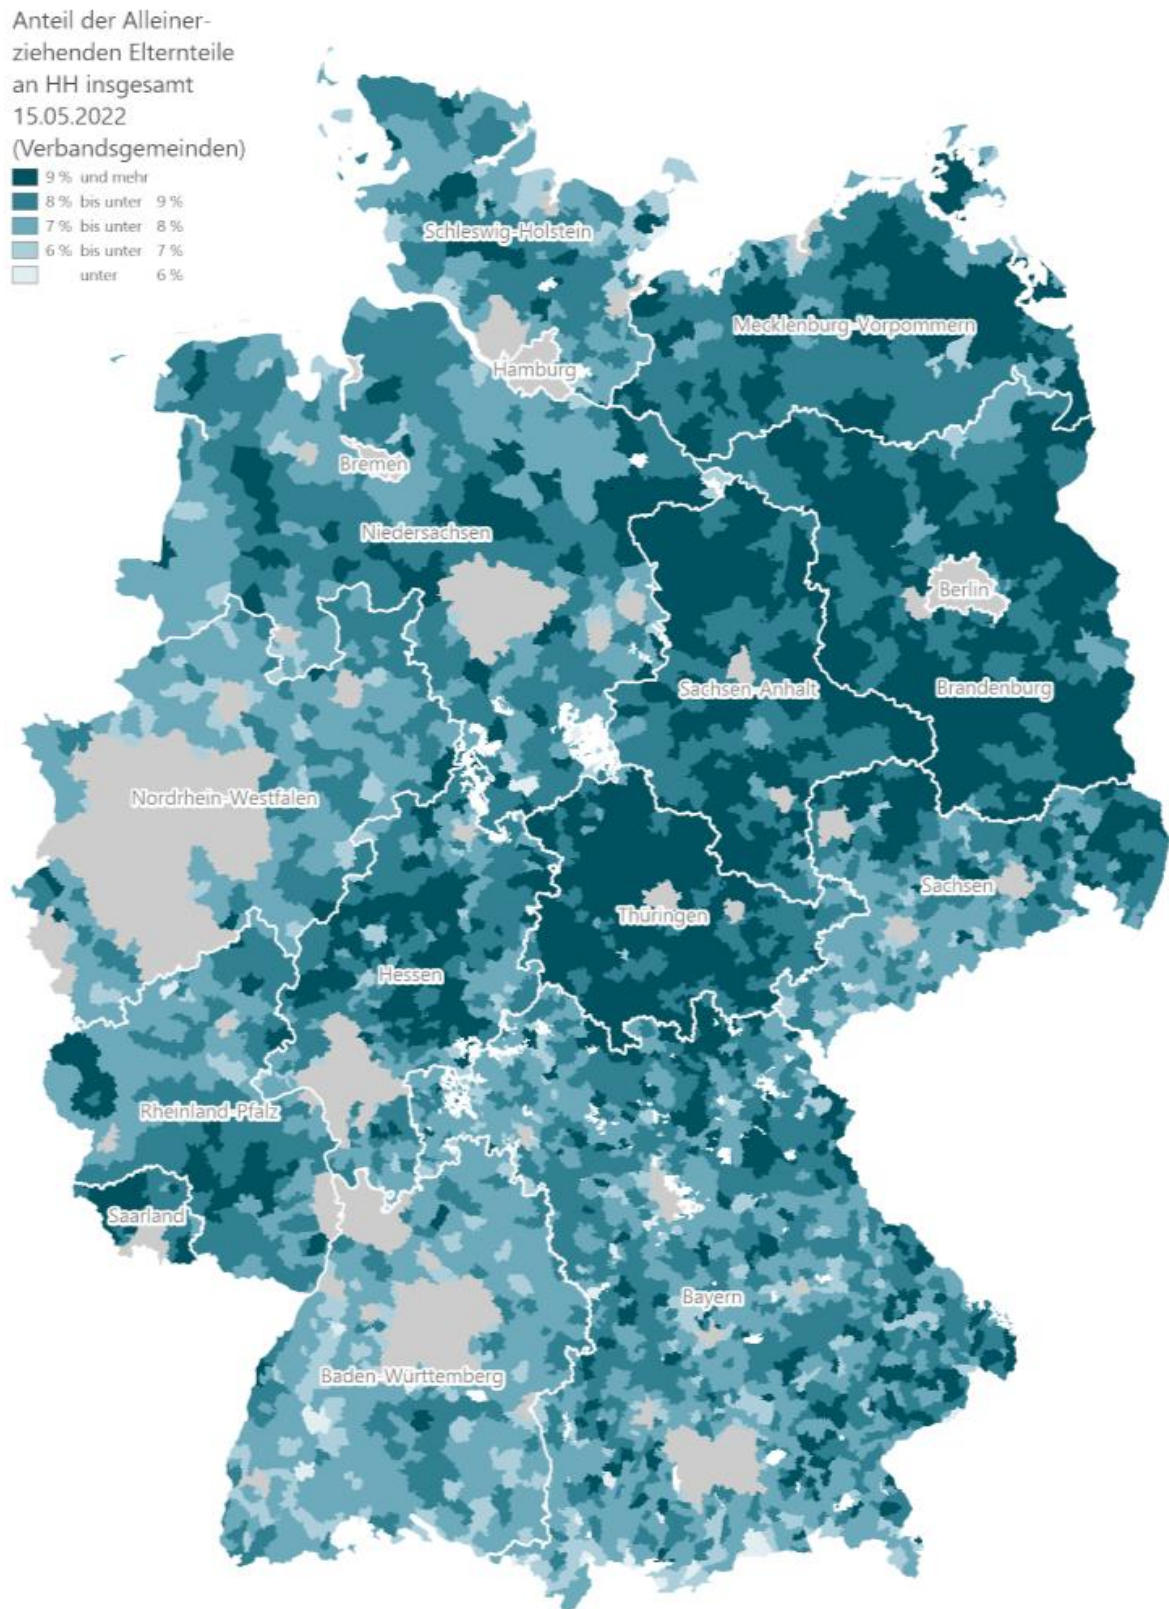 Anteil der Alleiner-
ziehenden Elternteile
an HH insgesamt
15.05.2022
(Verbandsgemeinden)
9 % und mehr
8 % bis unter 9 %
7 % bis unter 8 %
6 % bis unter 7 %
unter 6 %
Schleswig-Holstein
Mecklenburg-Vorpommern
Hamburg
Bremen
Niedersachsen
Berlin
Sachsen-Anhalt
Brandenburg
Nordrhein-Westfalen
Sachsen
Thüringen
Hessen
Rheinland-Pfalz
Saarland
Bayern
Baden-Württemberg